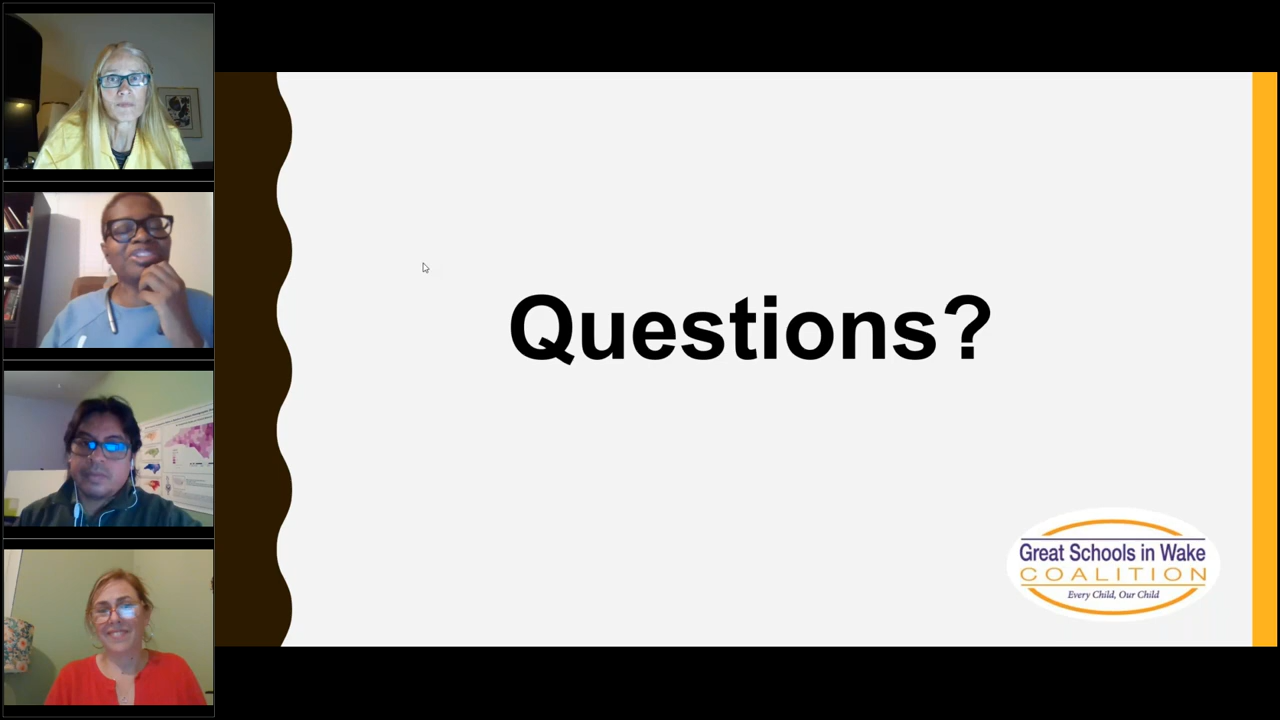 Questions?
Great Schools in Wake
COALITION
Every Child, Our Child